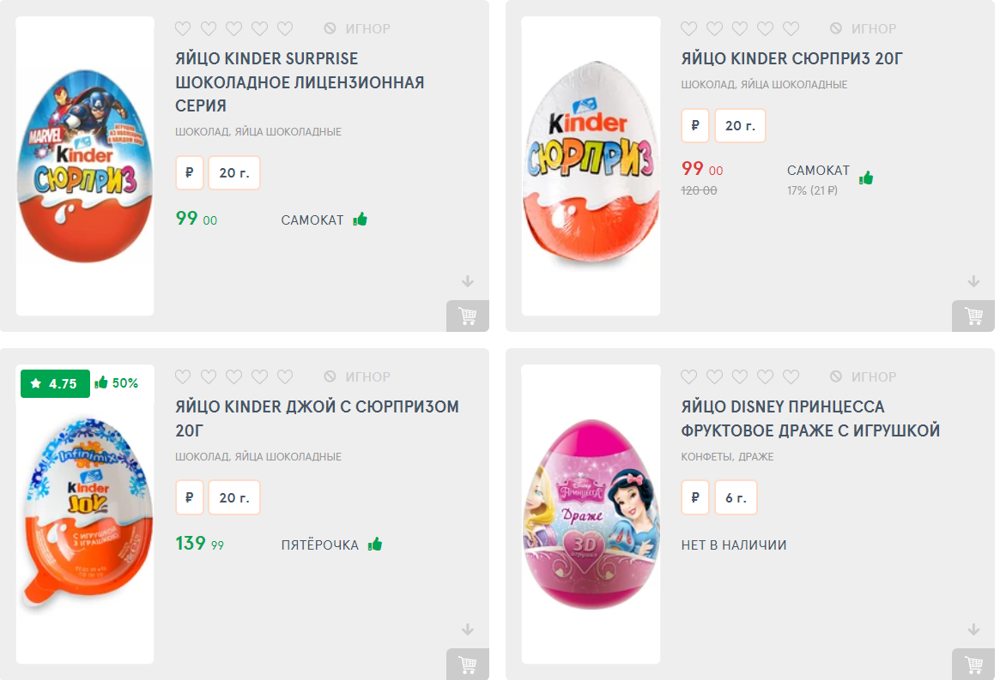 ИГНОР
ЯЙЦО KINDER SURPRISE
ШОКОЛАДНОЕ ЛИЦЕНЗИОННАЯ
СЕРИЯ
ШОКОЛАД, ЯЙЦА ШОКОЛАДНЫЕ
₽ 20 г.
99 00 САМОКАТ
MARVEL
Kinder
СЮРПРИЗ
ИГНОР
ЯЙЦО KINDER СЮРПРИЗ 20Г
ШОКОЛАД, ЯЙЦА ШОКОЛАДНЫЕ
₽ 20 г.
99 00 САМОКАТ
120 00 17% (21 ₽)
Kinder
СЮРПРИЗ
4.75 50%
ИГНОР
ЯЙЦО KINDER ДЖОЙ С СЮРПРИЗОМ
20Г
ШОКОЛАД, ЯЙЦА ШОКОЛАДНЫЕ
₽ 20 г.
139 99 ПЯТЁРОЧКА
Infinimix
Kinder
JOY
С ИГРУШКОЙ
З ІГРАШКОЮ
ИГНОР
ЯЙЦО DISNEY ПРИНЦЕССА
ФРУКТОВОЕ ДРАЖЕ С ИГРУШКОЙ
КОНФЕТЫ, ДРАЖЕ
₽ 6 г.
НЕТ В НАЛИЧИИ
Disney
Принцесса
Драже
3D
игрушка